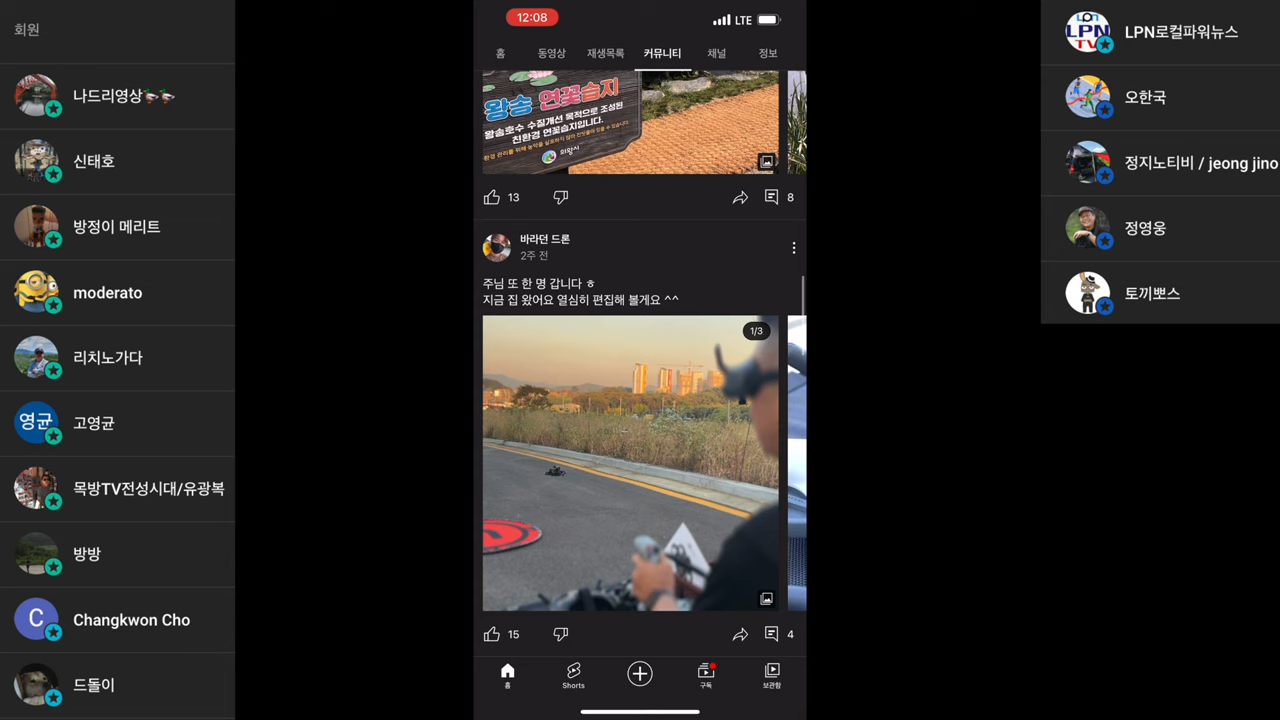 회원
나드리영상🦆🦆
신태호
방정이 메리트
moderato
리치노가다
영균
고영균
목방TV전성시대/유광복
방방
C
Changkwon Cho
드돌이
12:08
LTE
홈
동영상
재생목록
커뮤니티
채널
정보
왕송 연꽃습지
왕송호수 수질개선 목적으로 조성된
친환경 연꽃습지입니다.
의왕시
13
8
바라던 드론
2주 전
주님 또 한 명 갑니다 ㅎ
지금 집 왔어요 열심히 편집해 볼게요 ^^
1/3
15
4
홈
Shorts
구독
보관함
LPN
LPN
TV
LPN로컬파워뉴스
오한국
정지노티비 / jeong jino
정영웅
토끼뽀스